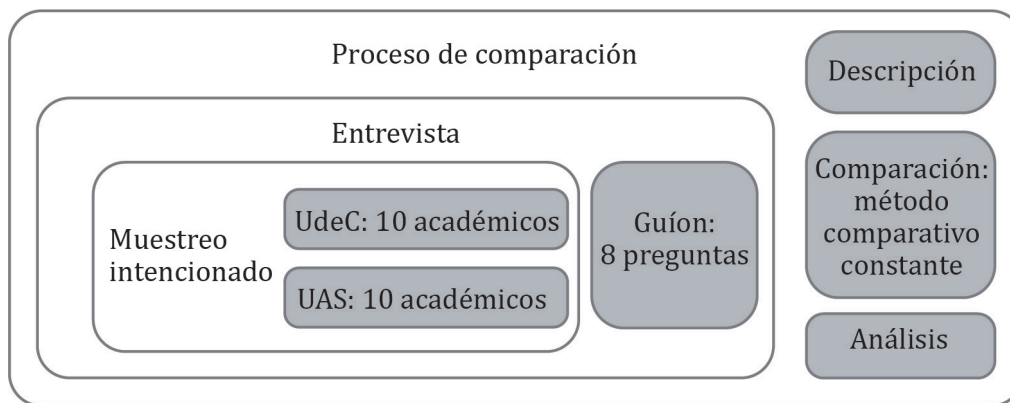 Proceso de comparación
Entrevista
Muestreo
intencionado
UdeC: 10 académicos
UAS: 10 académicos
Guíon:
8 preguntas
Descripción
Comparación:
método
comparativo
constante
Análisis